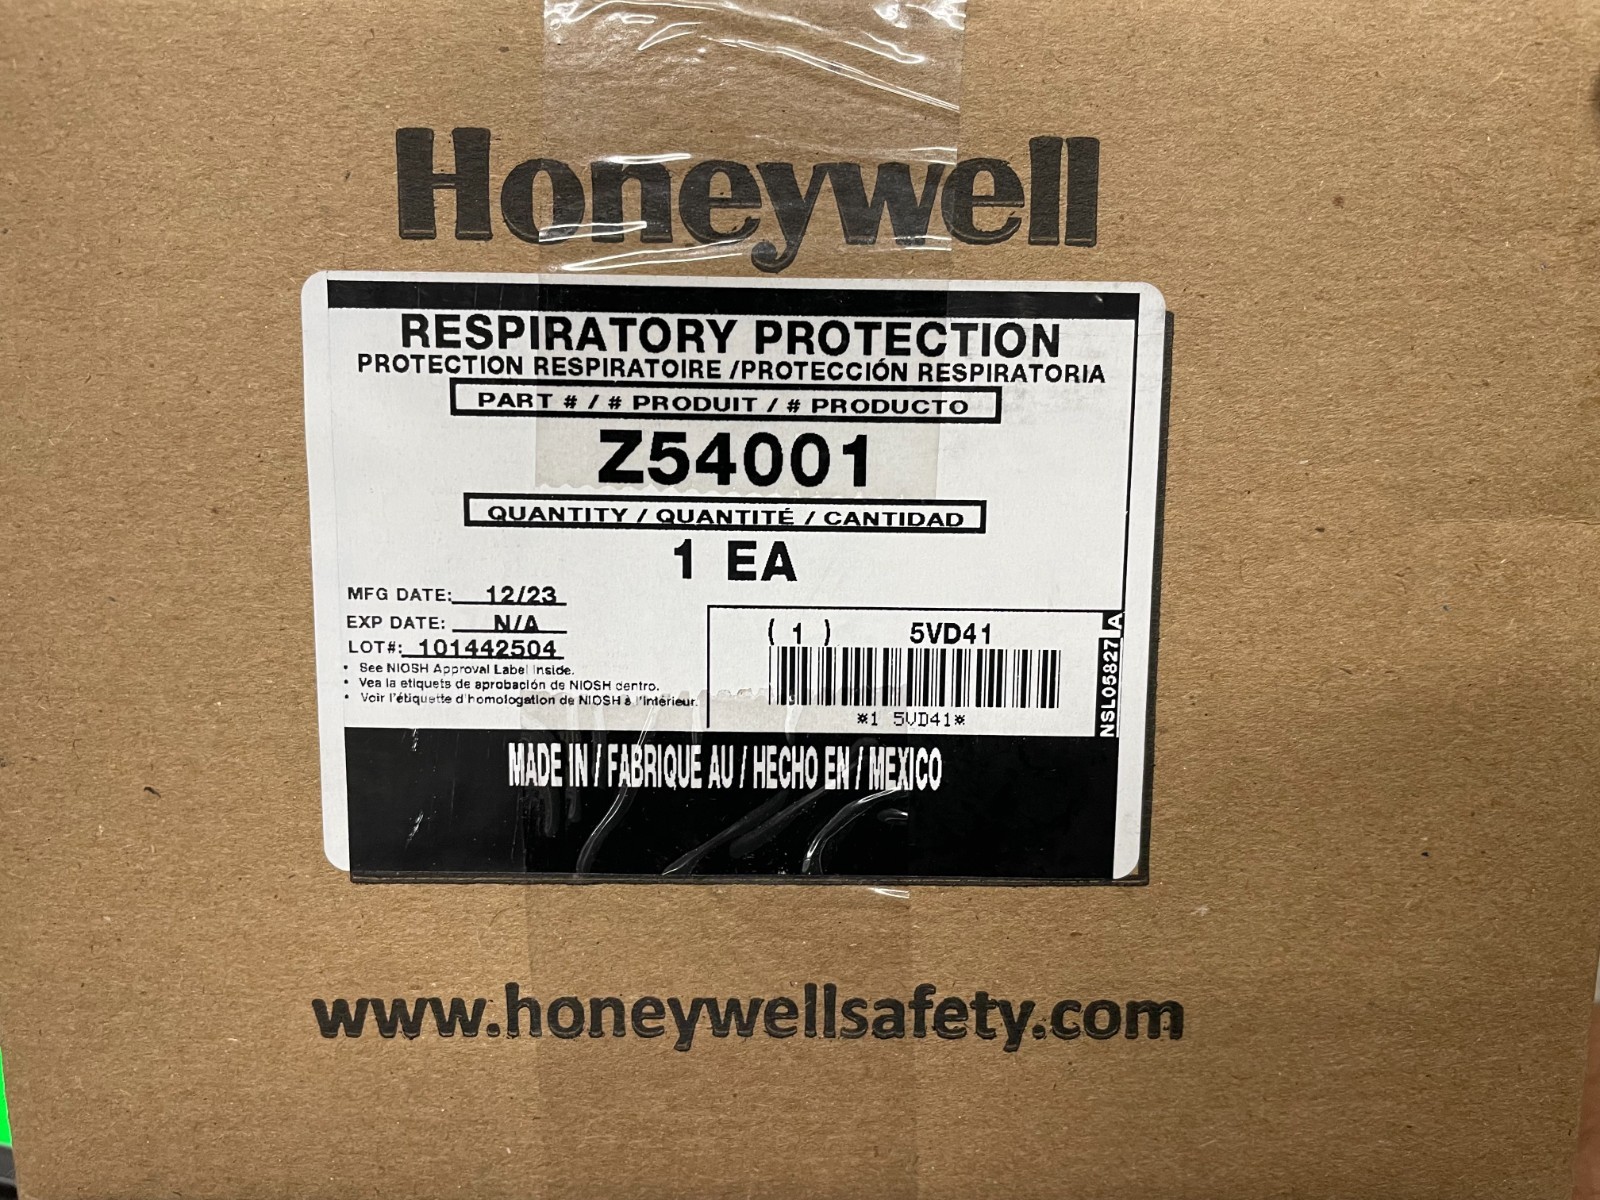 Honeywell
RESPIRATORY PROTECTION
PROTECTION RESPIRATOIRE /PROTECCIÓN RESPIRATORIA
PART # / # PRODUIT / # PRODUCTO
Z54001
QUANTITY / QUANTITÉ / CANTIDAD
1 EA
MFG DATE: 12/23
EXP DATE: N/A
LOT#: 101442504
• See NIOSH Approval Label Inside.
• Vea la etiquets de aprobación de NIOSH dentro.
• Voir l'étiquette d'homologation de NIOSH à l'intérieur.
( 1 ) 5VD41
*1 5VD41*
NSL05827 A
MADE IN / FABRIQUE AU / HECHO EN / MEXICO
www.honeywellsafety.com